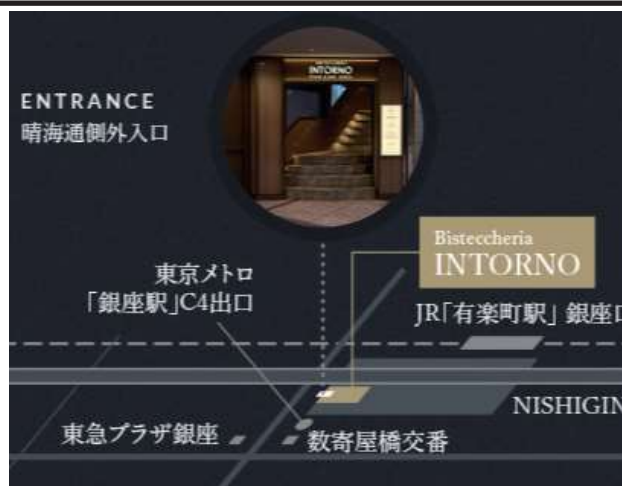 ENTRANCE
晴海通側外入口
INTORNO
Bisteccheria
INTORNO
東京メトロ
「銀座駅」C4出口
JR「有楽町駅」銀座口
NISHIGIN
東急プラザ銀座
数寄屋橋交番